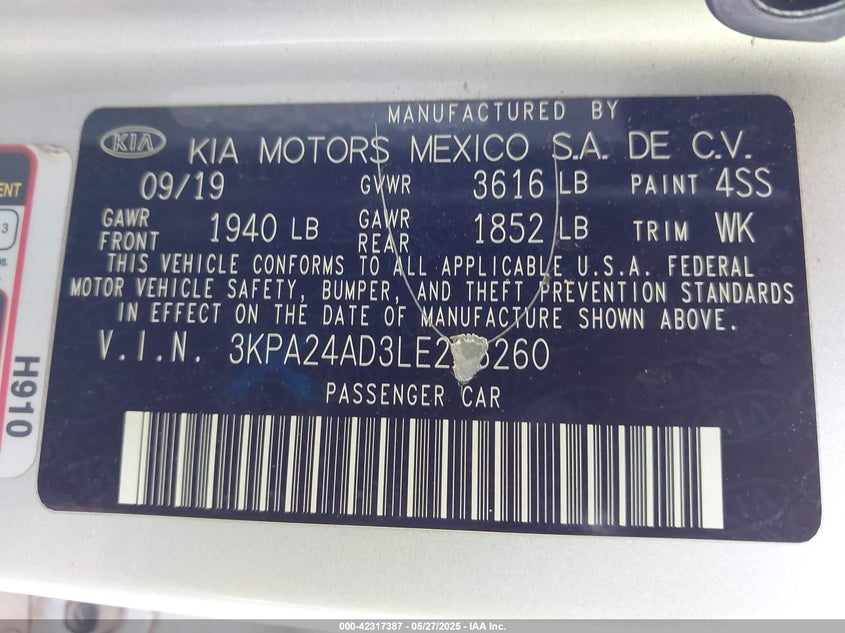 MANUFACTURED BY
KIA KIA MOTORS MEXICO S.A. DE C.V.
09/19 GVWR 3616 LB PAINT 4SS
GAWR FRONT 1940 LB GAWR REAR 1852 LB TRIM WK
THIS VEHICLE CONFORMS TO ALL APPLICABLE U.S.A. FEDERAL
MOTOR VEHICLE SAFETY, BUMPER, AND THEFT PREVENTION STANDARDS
IN EFFECT ON THE DATE OF MANUFACTURE SHOWN ABOVE.
V.I.N.
PASSENGER CAR
3
H910
000-42317387 - 05/27/2025 - IAA Inc.